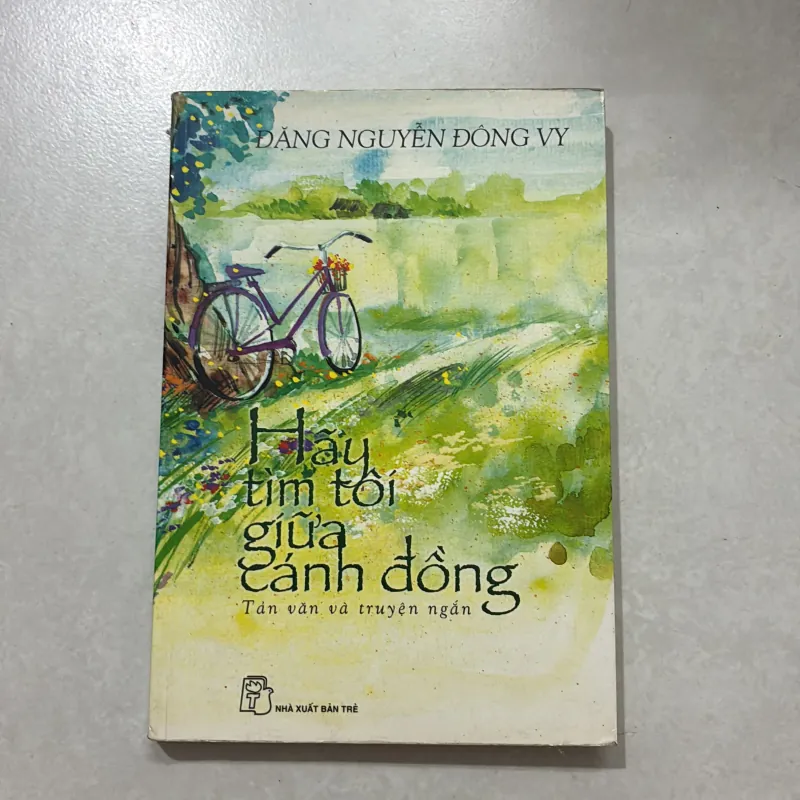 ĐẶNG NGUYỄN ĐÔNG VY
Hãy
tìm tôi
giữa
cánh đồng
Tản văn và truyện ngắn
T
NHÀ XUẤT BẢN TRẺ